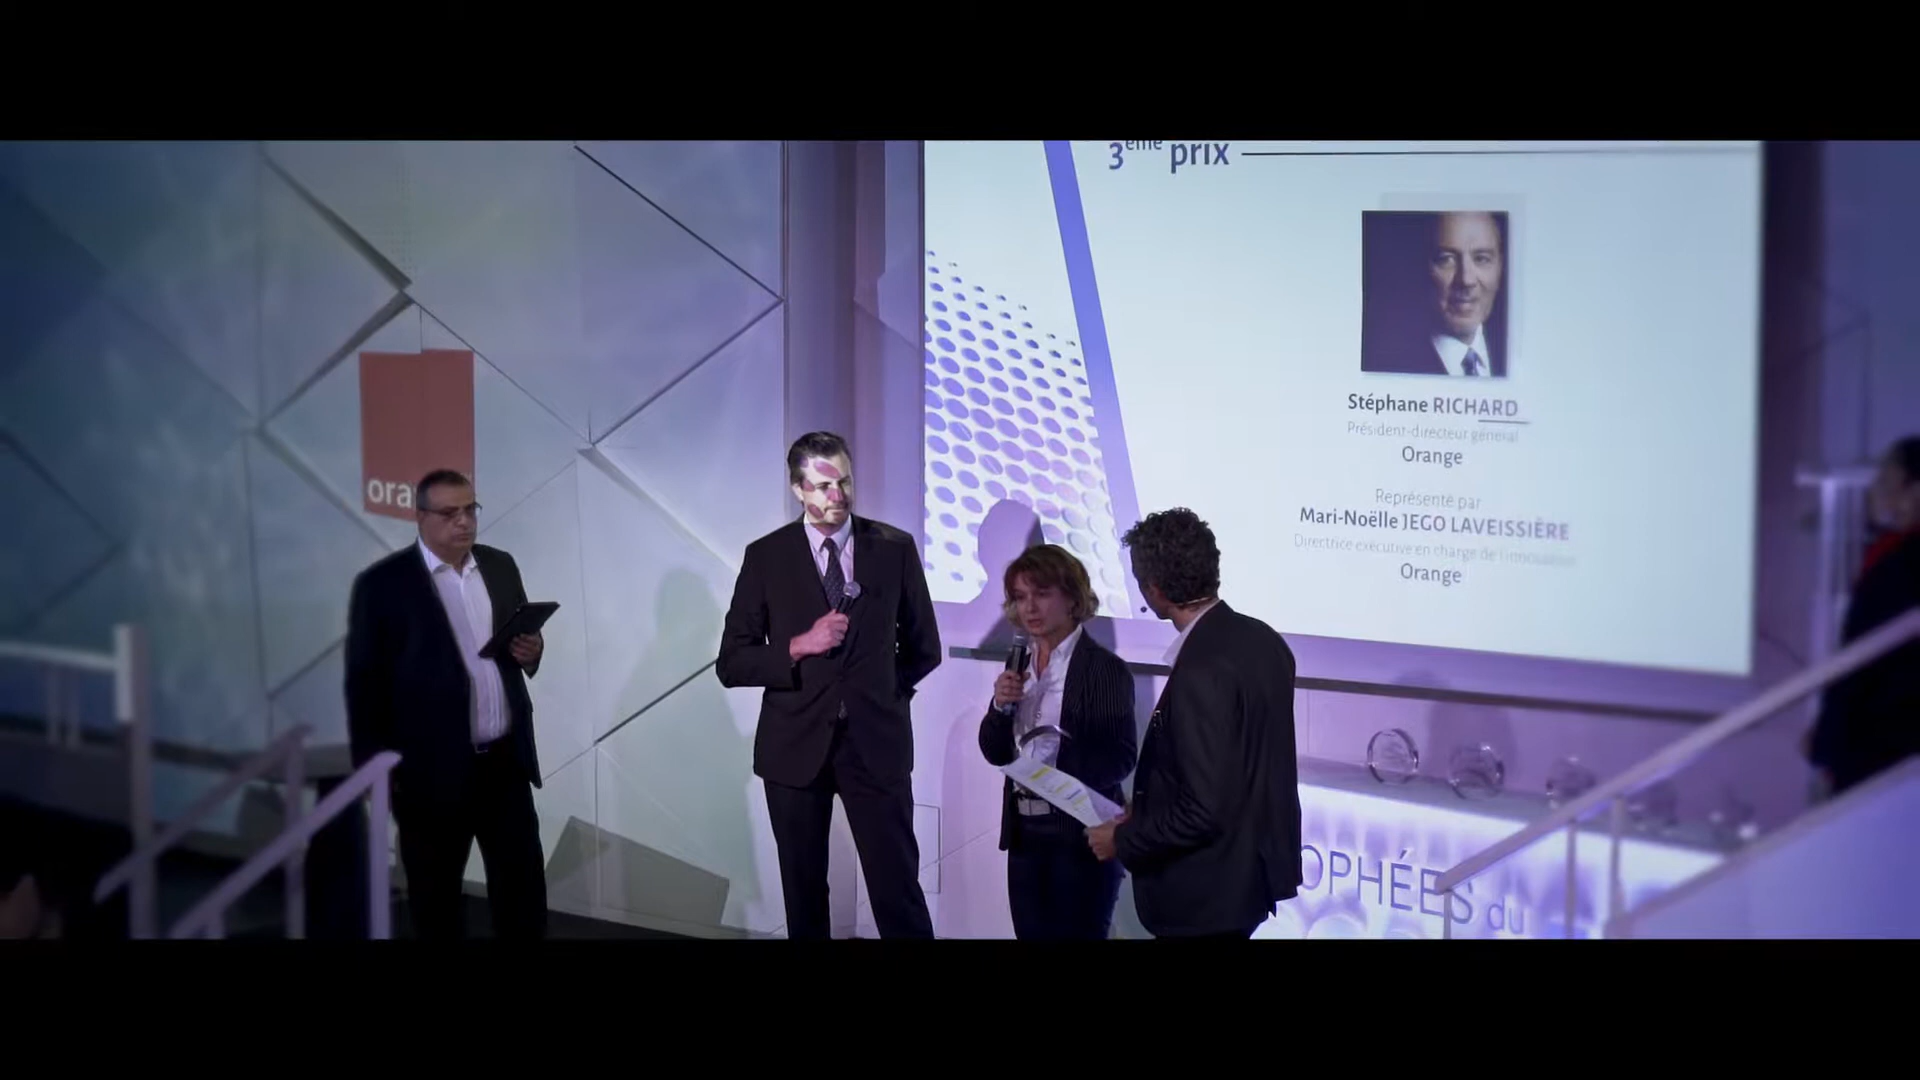 3ème prix
Stéphane RICHARD
Président-directeur général
Orange
Représenté par
Mari-Noëlle JEGO LAVEISSIÈRE
Directrice exécutive en charge de l'innovation
Orange
ora
OPHÉES du